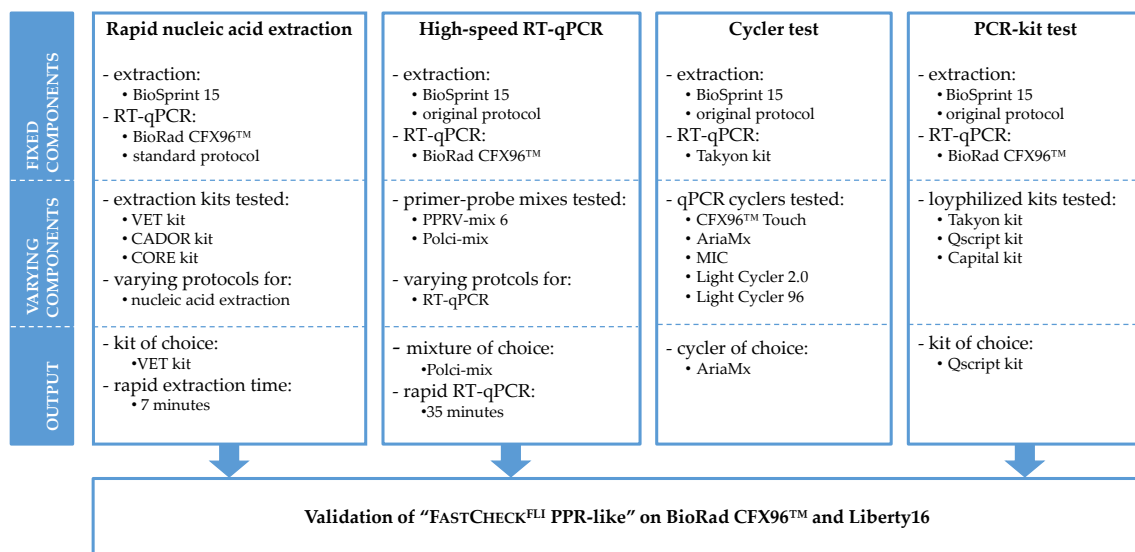 FIXED
COMPONENTS
VARYING
COMPONENTS
OUTPUT
Rapid nucleic acid extraction
- extraction:
• BioSprint 15
- RT-qPCR:
• BioRad CFX96™
• standard protocol
- extraction kits tested:
• VET kit
• CADOR kit
• CORE kit
- varying protocols for:
• nucleic acid extraction
- kit of choice:
•VET kit
- rapid extraction time:
• 7 minutes
High-speed RT-qPCR
- extraction:
• BioSprint 15
• original protocol
- RT-qPCR:
• BioRad CFX96™
- primer-probe mixes tested:
• PPRV-mix 6
• Polci-mix
- varying protcols for:
• RT-qPCR
- mixture of choice:
•Polci-mix
- rapid RT-qPCR:
•35 minutes
Cycler test
- extraction:
• BioSprint 15
• original protocol
- RT-qPCR:
• Takyon kit
- qPCR cyclers tested:
• CFX96™ Touch
• AriaMx
• MIC
• Light Cycler 2.0
• Light Cycler 96
- cycler of choice:
• AriaMx
PCR-kit test
- extraction:
• BioSprint 15
• original protocol
- RT-qPCR:
• BioRad CFX96™
- loyphilized kits tested:
• Takyon kit
• Qscript kit
• Capital kit
- kit of choice:
• Qscript kit
Validation of “FASTCHECKFLI PPR-like” on BioRad CFX96™ and Liberty16